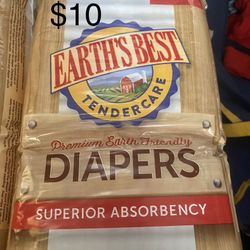 $10
EARTH'S BEST
TENDERCARE
Premium Earth Friendly
DIAPERS
SUPERIOR ABSORBENCY